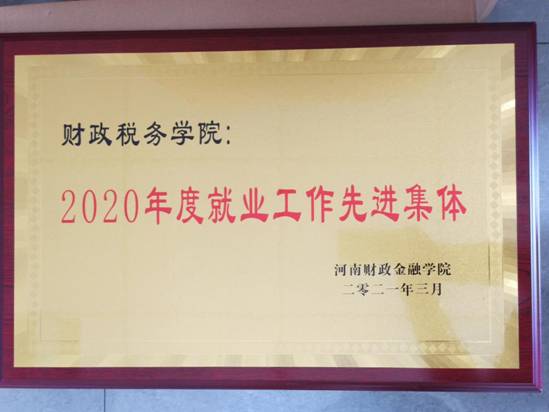 财政税务学院:
2020年度就业工作先进集体
河南财政金融学院
二零二一年三月